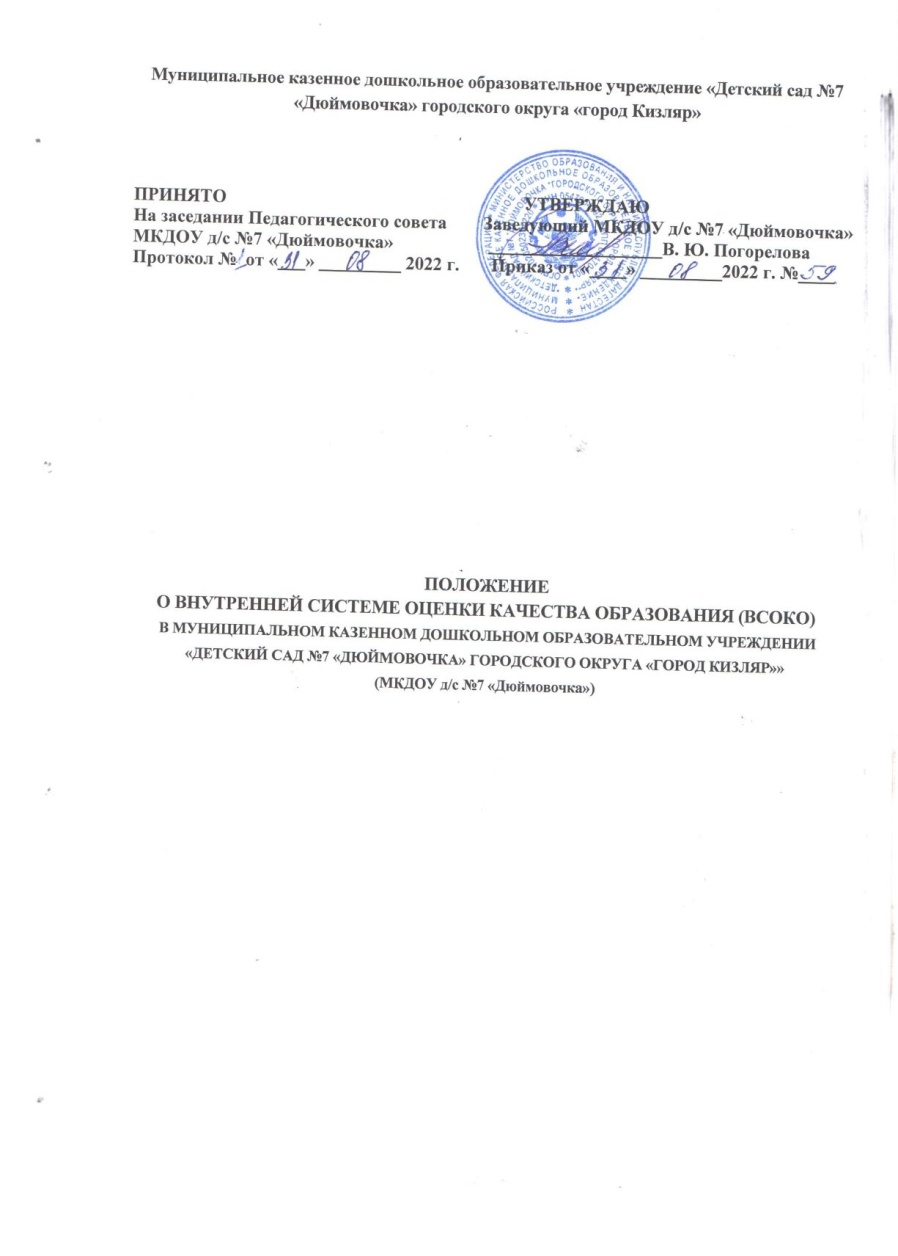 Муниципальное казенное дошкольное образовательное учреждение «Детский сад №7
«Дюймовочка» городского округа «город Кизляр»
ПРИНЯТО
На заседании Педагогического совета
МКДОУ д/с №7 «Дюймовочка»
Протокол №1 от «31» 08 2022 г.
УТВЕРЖДАЮ
Заведующий МКДОУ д/с №7 «Дюймовочка»
В. Ю. Погорелова
Приказ от «31» 08 2022 г. №59
ПОЛОЖЕНИЕ
О ВНУТРЕННЕЙ СИСТЕМЕ ОЦЕНКИ КАЧЕСТВА ОБРАЗОВАНИЯ (ВСОКО)
В МУНИЦИПАЛЬНОМ КАЗЕННОМ ДОШКОЛЬНОМ ОБРАЗОВАТЕЛЬНОМ УЧРЕЖДЕНИИ
«ДЕТСКИЙ САД №7 «ДЮЙМОВОЧКА» ГОРОДСКОГО ОКРУГА «ГОРОД КИЗЛЯР»»
(МКДОУ д/с №7 «Дюймовочка»)